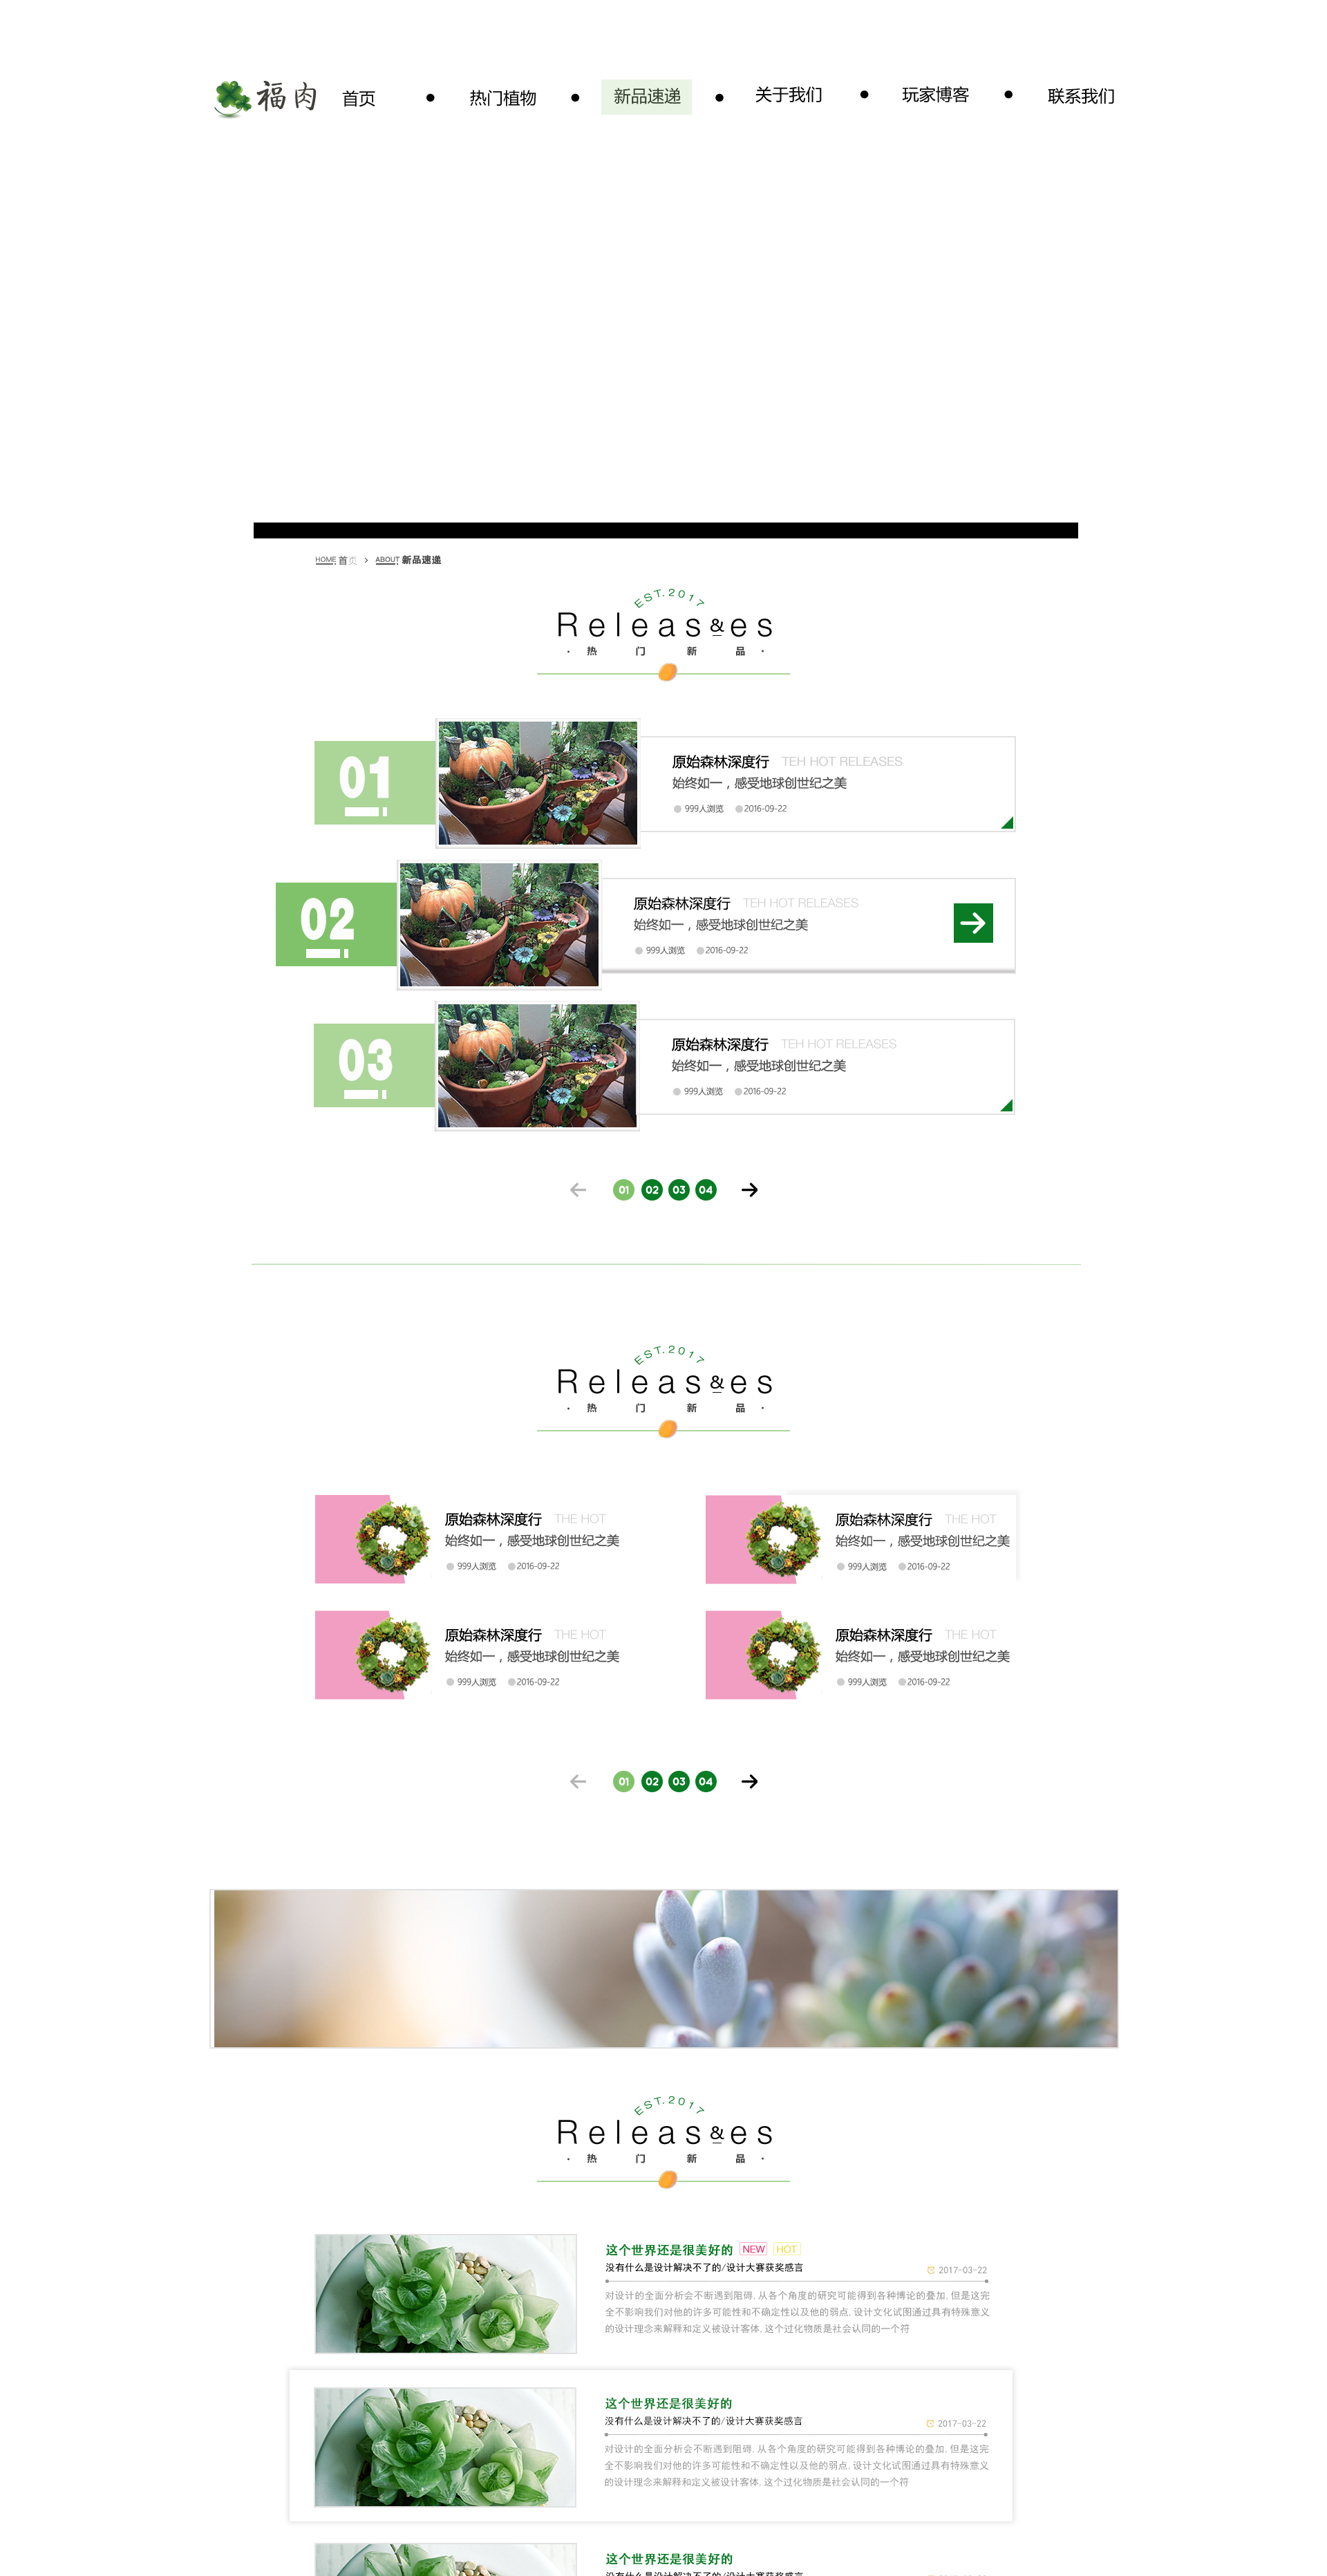 福肉
首页 • 热门植物 • 新品速递 • 关于我们 • 玩家博客 • 联系我们
HOME 首页 > ABOUT 新品速递
EST.2017
Releas&es
· 热 门 新 品 ·
01
原始森林深度行 TEH HOT RELEASES
始终如一，感受地球创世纪之美
999人浏览 2016-09-22
02
原始森林深度行 TEH HOT RELEASES
始终如一，感受地球创世纪之美
999人浏览 2016-09-22
03
原始森林深度行 TEH HOT RELEASES
始终如一，感受地球创世纪之美
999人浏览 2016-09-22
← 01 02 03 04 →
EST.2017
Releas&es
· 热 门 新 品 ·
原始森林深度行 THE HOT
始终如一，感受地球创世纪之美
999人浏览 2016-09-22
原始森林深度行 THE HOT
始终如一，感受地球创世纪之美
999人浏览 2016-09-22
原始森林深度行 THE HOT
始终如一，感受地球创世纪之美
999人浏览 2016-09-22
原始森林深度行 THE HOT
始终如一，感受地球创世纪之美
999人浏览 2016-09-22
← 01 02 03 04 →
EST.2017
Releas&es
· 热 门 新 品 ·
这个世界还是很美好的 NEW HOT
没有什么是设计解决不了的/设计大赛获奖感言
2017-03-22
对设计的全面分析会不断遇到阻碍, 从各个角度的研究可能得到各种博论的叠加, 但是这完
全不影响我们对他的许多可能性和不确定性以及他的弱点, 设计文化试图通过具有特殊意义
的设计理念来解释和定义被设计客体, 这个过化物质是社会认同的一个符
这个世界还是很美好的
没有什么是设计解决不了的/设计大赛获奖感言
2017-03-22
对设计的全面分析会不断遇到阻碍, 从各个角度的研究可能得到各种博论的叠加, 但是这完
全不影响我们对他的许多可能性和不确定性以及他的弱点, 设计文化试图通过具有特殊意义
的设计理念来解释和定义被设计客体, 这个过化物质是社会认同的一个符
这个世界还是很美好的